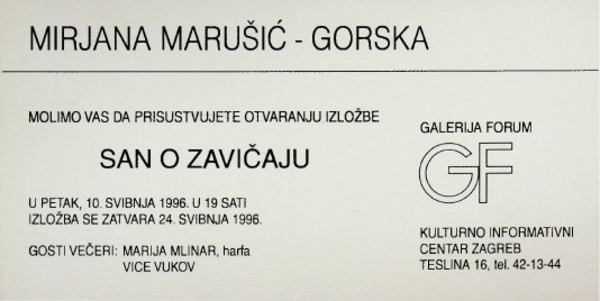 MIRJANA MARUŠIĆ - GORSKA
MOLIMO VAS DA PRISUSTVUJETE OTVARANJU IZLOŽBE
SAN O ZAVIČAJU
U PETAK, 10. SVIBNJA 1996. U 19 SATI
IZLOŽBA SE ZATVARA 24. SVIBNJA 1996.
GOSTI VEČERI: MARIJA MLINAR, harfa
VICE VUKOV
GALERIJA FORUM
GF
KULTURNO INFORMATIVNI
CENTAR ZAGREB
TESLINA 16, tel. 42-13-44